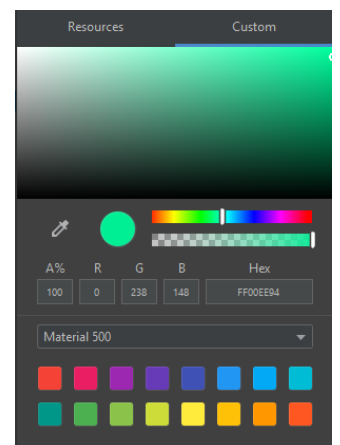 Resources Custom
A% R G B Hex
100 0 238 148 FF00EE94
Material 500